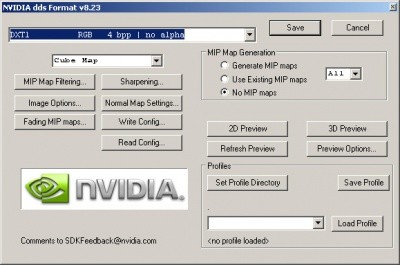 NVIDIA dds Format v8.23
DXT1 RGB 4 bpp | no alpha
Save
Cancel
Cube Map
MIP Map Generation
Generate MIP maps
Use Existing MIP maps
No MIP maps
All
MIP Map Filtering...
Sharpening...
Image Options...
Normal Map Settings...
Fading MIP maps...
Write Config...
Read Config...
2D Preview
3D Preview
Refresh Preview
Preview Options...
Profiles
Set Profile Directory
Save Profile
.
Load Profile
<no profile loaded>
NVIDIA.
Comments to SDKFeedback@nvidia.com